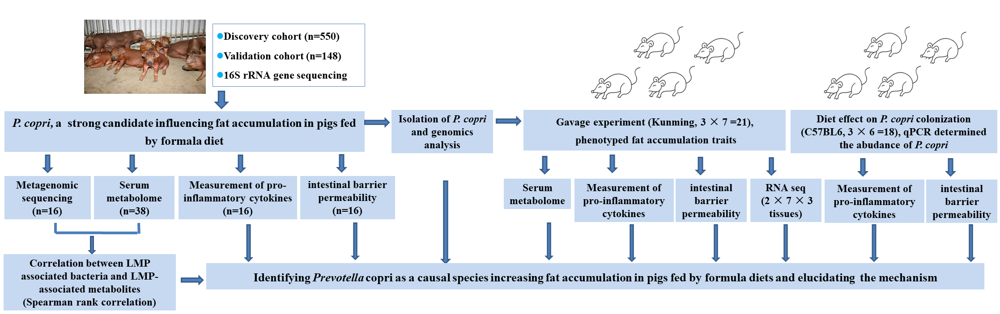 Discovery cohort (n=550)
Validation cohort (n=148)
16S rRNA gene sequencing
P. copri, a strong candidate influencing fat accumulation in pigs fed
by formala diet
Isolation of P. copri
and genomics
analysis
Gavage experiment (Kunming, 3 × 7 =21),
phenotyped fat accumulation traits
Diet effect on P. copri colonization
(C57BL6, 3 × 6 =18), qPCR determined
the abudance of P. copri
Metagenomic
sequencing
(n=16)
Serum
metabolome
(n=38)
Measurement of pro-
inflammatory cytokines
(n=16)
intestinal barrier
permeability
(n=16)
Serum
metabolome
Measurement of
pro-inflammatory
cytokines
intestinal
barrier
permeability
RNA seq
(2 × 7 × 3
tissues)
Measurement of
pro-inflammatory
cytokines
intestinal
barrier
permeability
Correlation between LMP
associated bacteria and LMP-
associated metabolites
(Spearman rank correlation)
Identifying Prevotella copri as a causal species increasing fat accumulation in pigs fed by formula diets and elucidating the mechanism